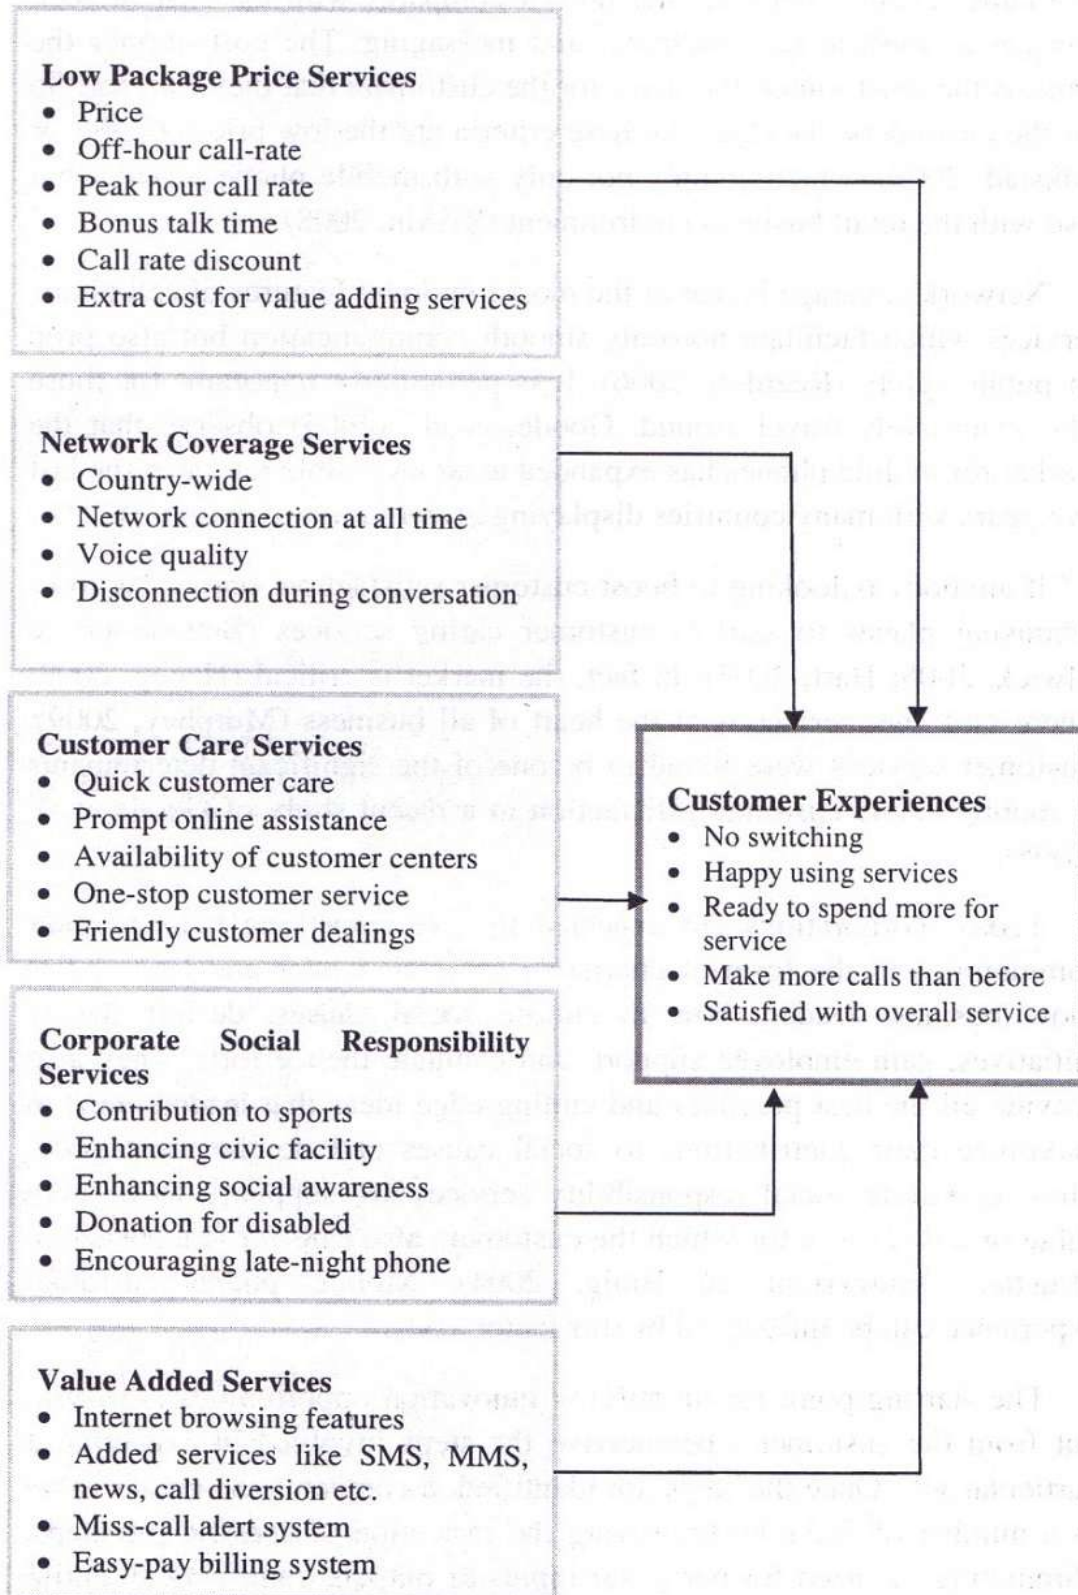 Low Package Price Services
• Price
• Off-hour call-rate
• Peak hour call rate
• Bonus talk time
• Call rate discount
• Extra cost for value adding services
Network Coverage Services
• Country-wide
• Network connection at all time
• Voice quality
• Disconnection during conversation
Customer Care Services
• Quick customer care
• Prompt online assistance
• Availability of customer centers
• One-stop customer service
• Friendly customer dealings
Corporate Social Responsibility
Services
• Contribution to sports
• Enhancing civic facility
• Enhancing social awareness
• Donation for disabled
• Encouraging late-night phone
Value Added Services
• Internet browsing features
• Added services like SMS, MMS,
news, call diversion etc.
• Miss-call alert system
• Easy-pay billing system
Customer Experiences
• No switching
• Happy using services
• Ready to spend more for
service
• Make more calls than before
• Satisfied with overall service